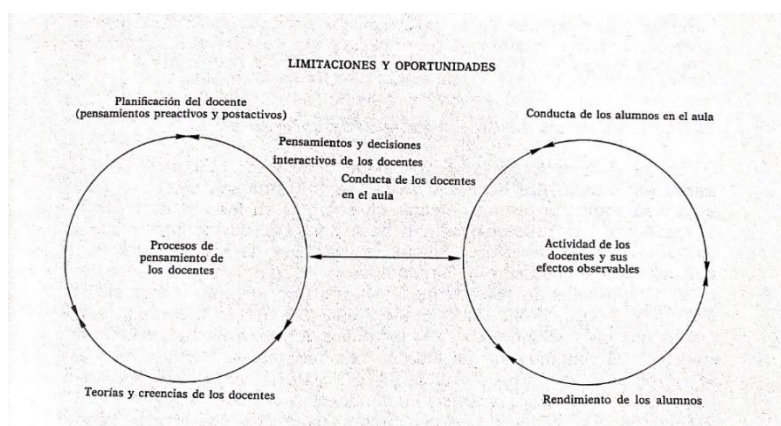 LIMITACIONES Y OPORTUNIDADES
Planificación del docente
(pensamientos preactivos y postactivos)
Conducta de los alumnos en el aula
Pensamientos y decisiones
interactivos de los docentes
Conducta de los docentes
en el aula
Procesos de
pensamiento de
los docentes
Actividad de los
docentes y sus
efectos observables
Teorías y creencias de los docentes
Rendimiento de los alumnos